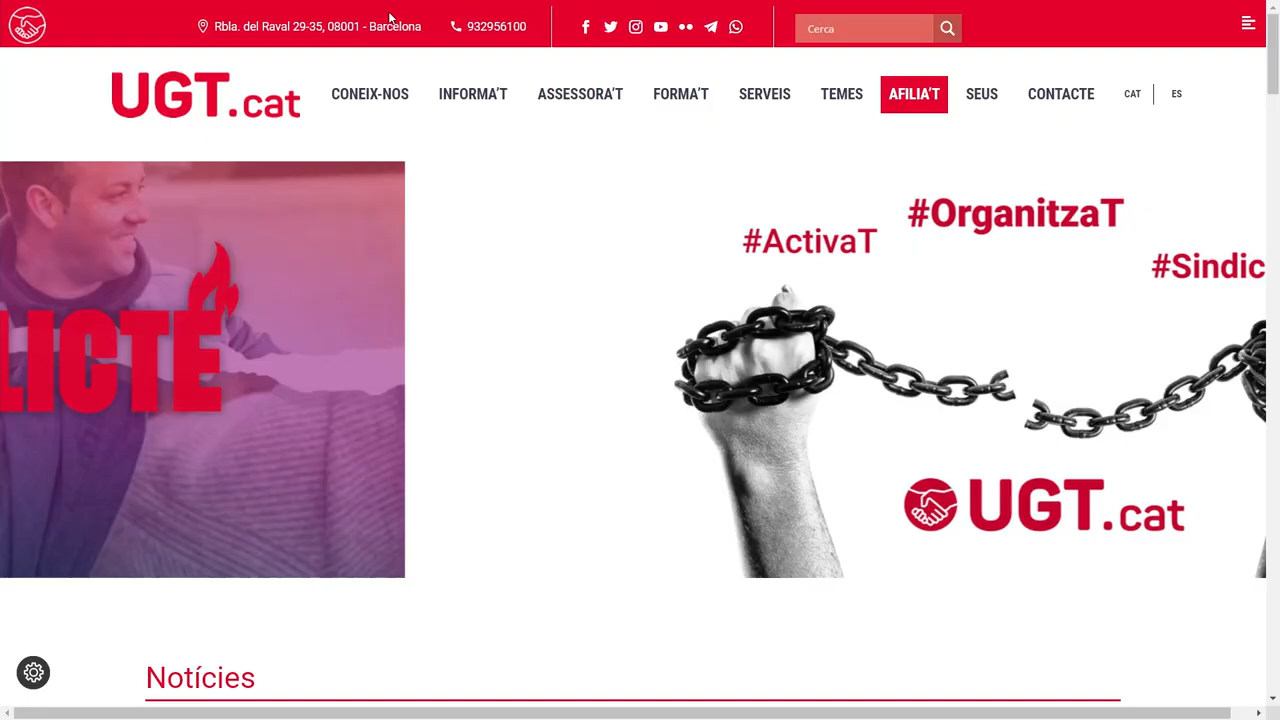 Rbla. del Raval 29-35, 08001 - Barcelona
932956100
Cerca
UGT.cat
CONEIX-NOS
INFORMA'T
ASSESSORA'T
FORMA'T
SERVEIS
TEMES
AFILIA'T
SEUS
CONTACTE
CAT
ES
#OrganitzaT
#ActivaT
#Sindic
LICTE
UGT.cat
Notícies